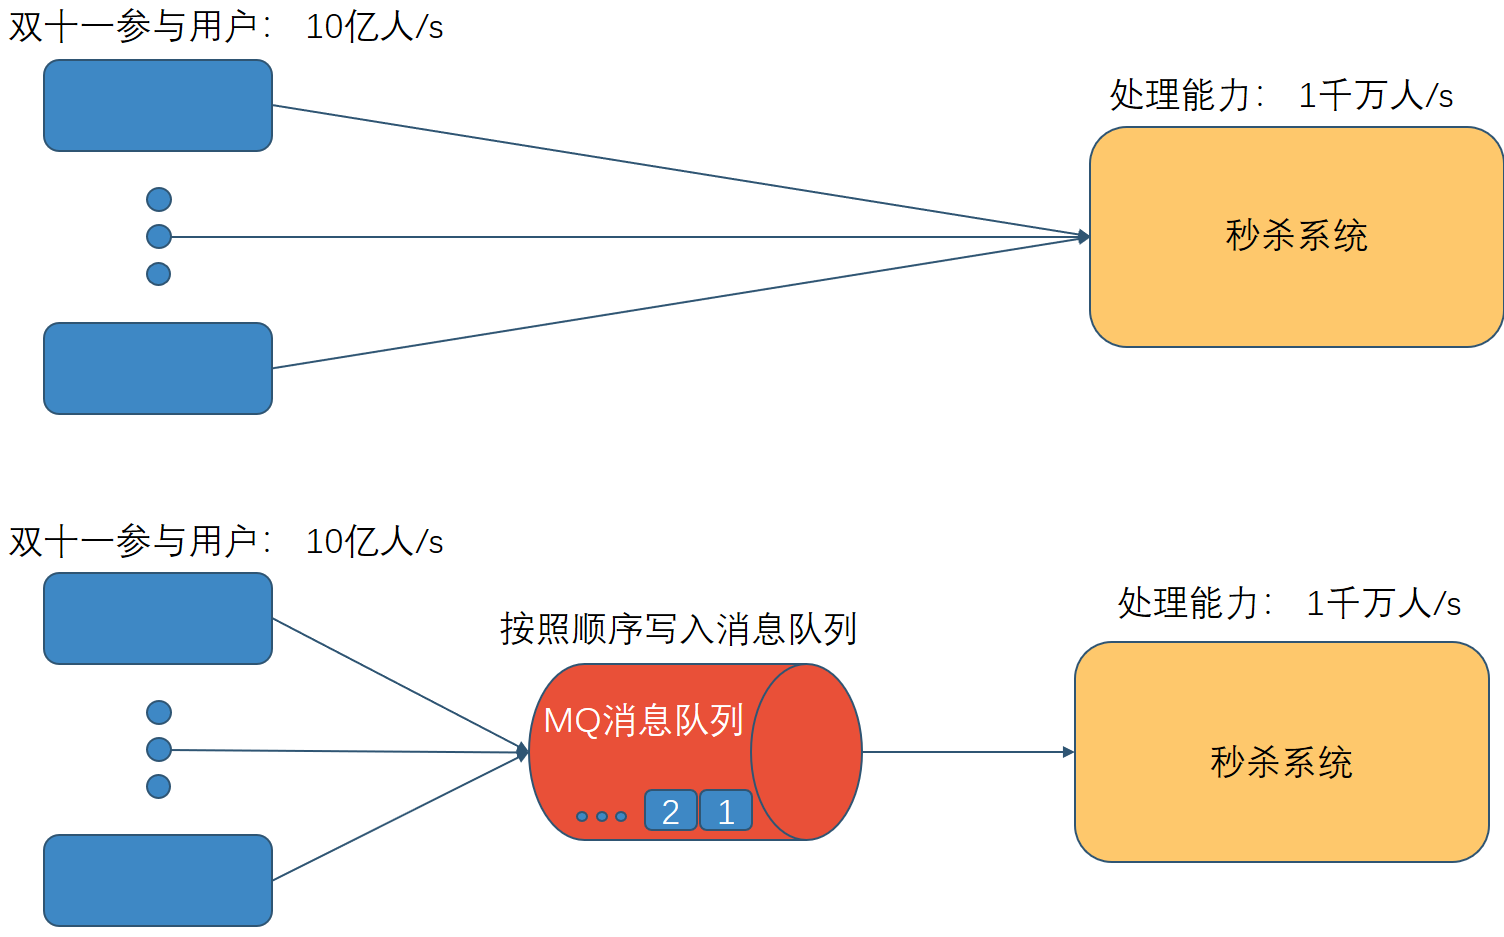 双十一参与用户： 10亿人/s
处理能力： 1千万人/s
秒杀系统
双十一参与用户： 10亿人/s
处理能力： 1千万人/s
按照顺序写入消息队列
MQ消息队列
秒杀系统
2 1